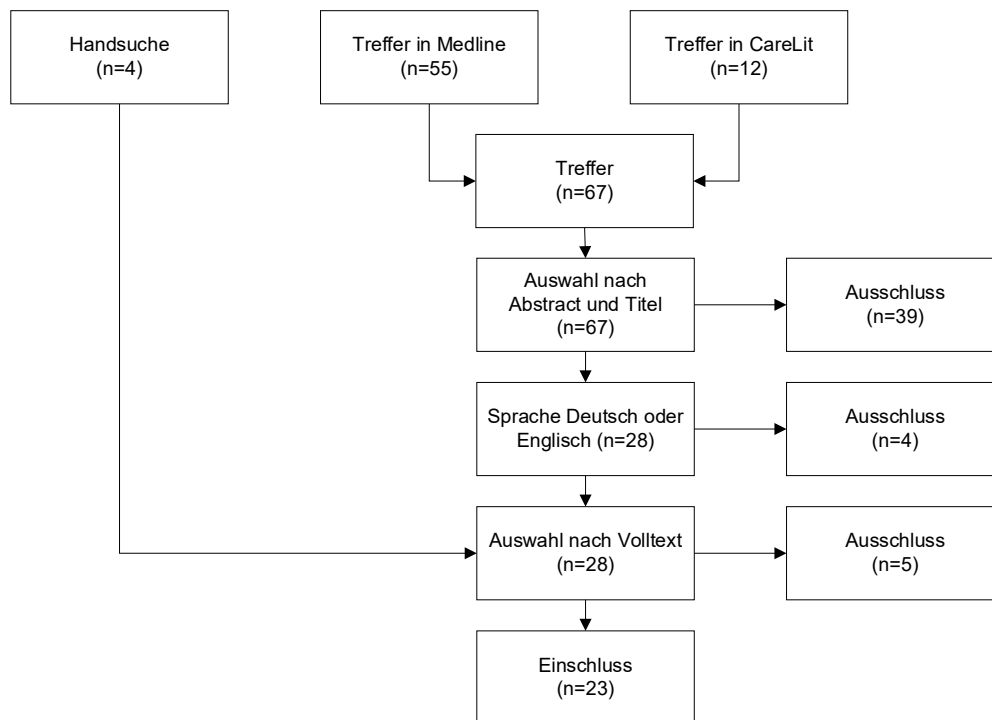 Handsuche
(n=4)
Treffer in Medline
(n=55)
Treffer in CareLit
(n=12)
Treffer
(n=67)
Auswahl nach
Abstract und Titel
(n=67)
Ausschluss
(n=39)
Sprache Deutsch oder
Englisch (n=28)
Ausschluss
(n=4)
Auswahl nach Volltext
(n=28)
Ausschluss
(n=5)
Einschluss
(n=23)